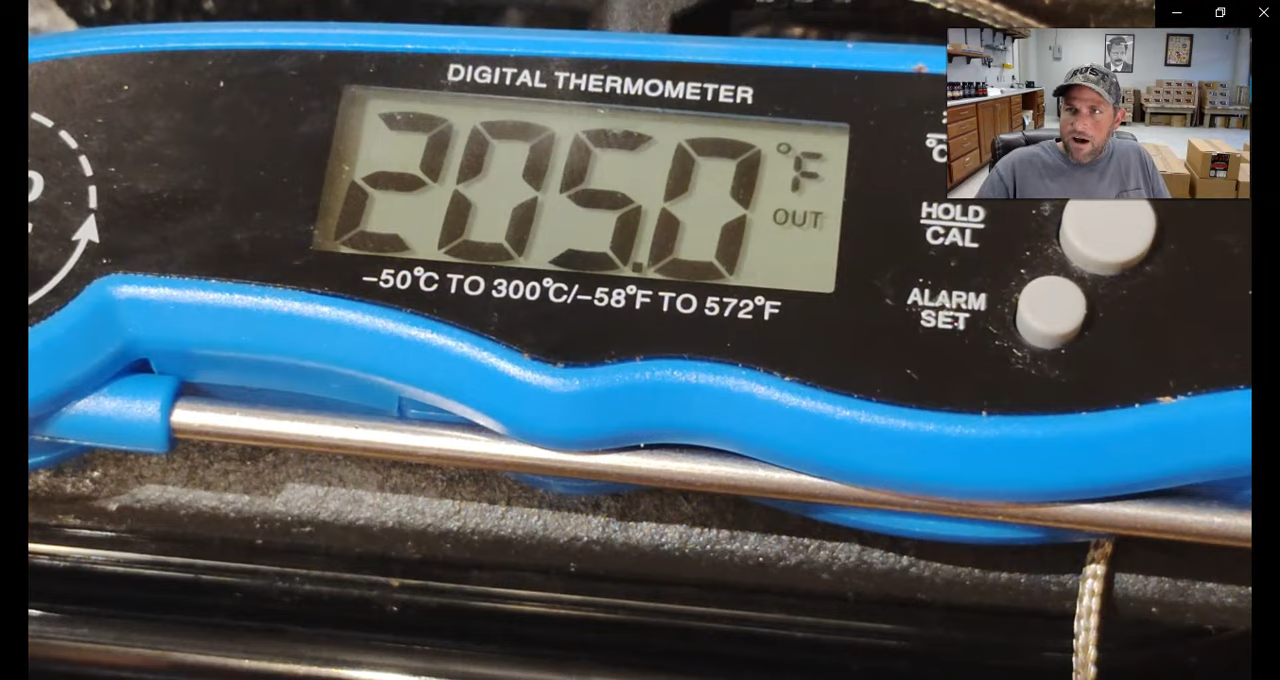 DIGITAL THERMOMETER
205.0 °F
OUT
−50°C TO 300°C/−58°F TO 572°F
HOLD
CAL
ALARM
SET